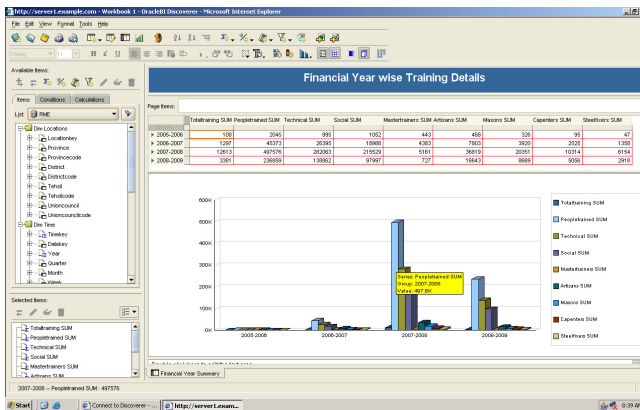 http://server1.example.com - Workbook 1 - OracleBI Discoverer - Microsoft Internet Explorer
File Edit View Format Tools Help
Dialog 11 B U
Available Items:
Financial Year wise Training Details
Items Conditions Calculations
Page Items:
List RME
Totaltraining SUM Peopletrained SUM Technical SUM Social SUM Mastertrainers SUM Artisans SUM Masons SUM Capenters SUM Steelfixers SUM
2005-2006 108 2045 995 1052 443 468 326 95 47
2006-2007 1297 45373 26395 18988 4383 7803 3920 2525 1358
2007-2008 12613 497576 282063 215529 5161 36819 20351 10314 6154
2008-2009 3381 236859 138862 97997 727 16643 8669 5056 2918
Dim Locations
Locationkey
Province
Provincecode
District
Districtcode
Tehsil
Tehsilcode
Unioncouncil
Unioncouncilcode
Dim Time
Timekey
Datekey
Year
Quarter
Month
Week
600K
500K
400K
300K
200K
100K
0K
2005-2006 2006-2007 2007-2008 2008-2009
Series: Peopletrained SUM
Group: 2007-2008
Value: 497.6K
Totaltraining SUM
Peopletrained SUM
Technical SUM
Social SUM
Mastertrainers SUM
Artisans SUM
Masons SUM
Capenters SUM
Steelfixers SUM
Selected Items:
Totaltraining SUM
Peopletrained SUM
Technical SUM
Social SUM
Mastertrainers SUM
Artisans SUM
Financial Year Summary
2007-2008 -- Peopletrained SUM: 497576
Start Connect to Discoverer - ... http://server1.exam... 8:39 AM